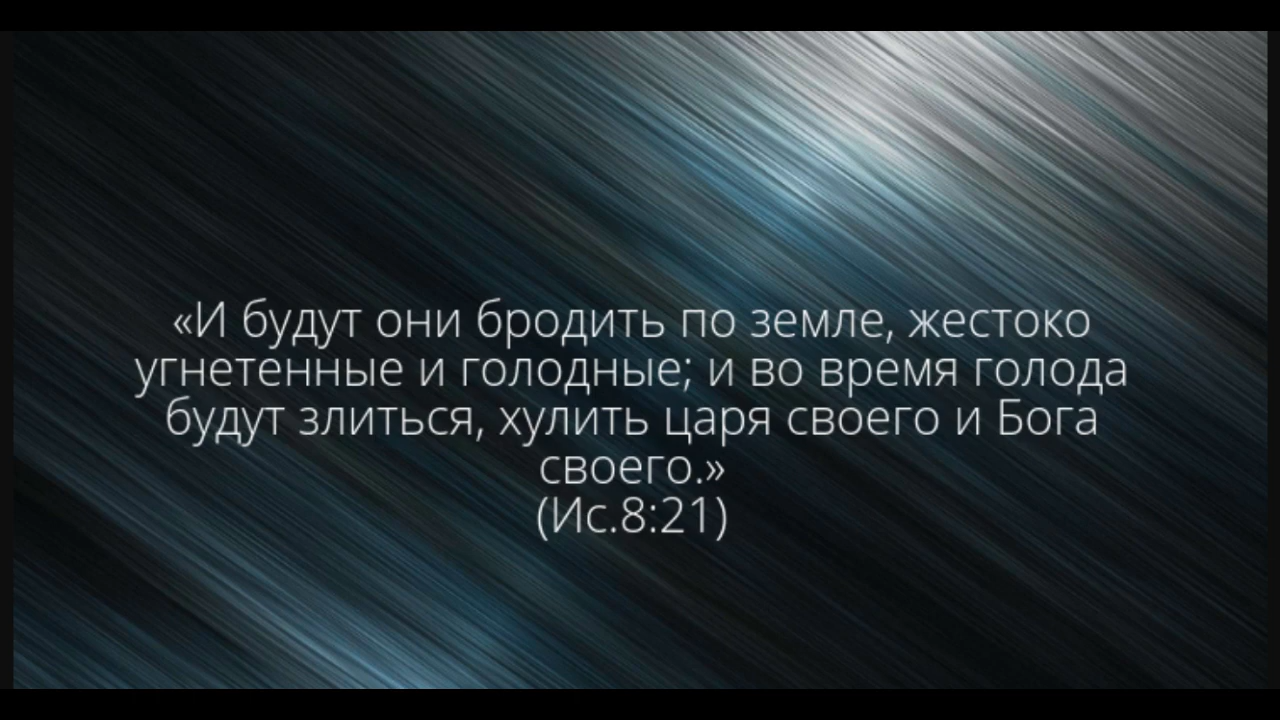 «И будут они бродить по земле, жестоко
угнетенные и голодные; и во время голода
будут злиться, хулить царя своего и Бога
своего.»
(Ис.8:21)